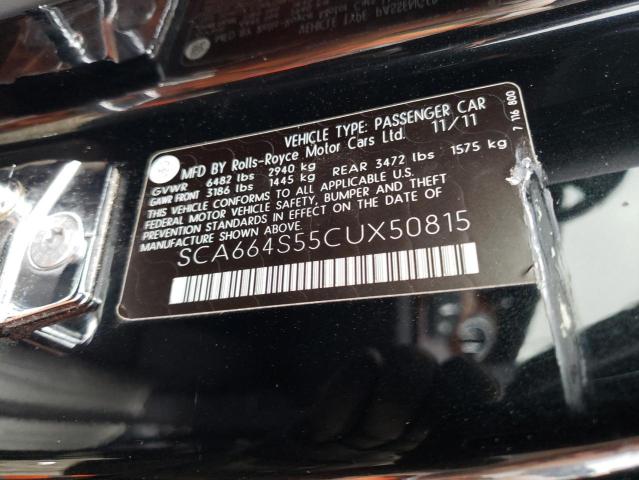 VEHICLE TYPE: PASSENGER CAR
MFD BY Rolls-Royce Motor Cars Ltd. 11/11
GVWR 6482 lbs 2940 kg
GAWR FRONT 3186 lbs 1445 kg REAR 3472 lbs 1575 kg
THIS VEHICLE CONFORMS TO ALL APPLICABLE U.S.
FEDERAL MOTOR VEHICLE SAFETY, BUMPER AND THEFT
PREVENTION STANDARDS IN EFFECT ON THE DATE OF
MANUFACTURE SHOWN ABOVE.
SCA664S55CUX50815
7 116 800
VEHICLE TYPE: PASSENGER